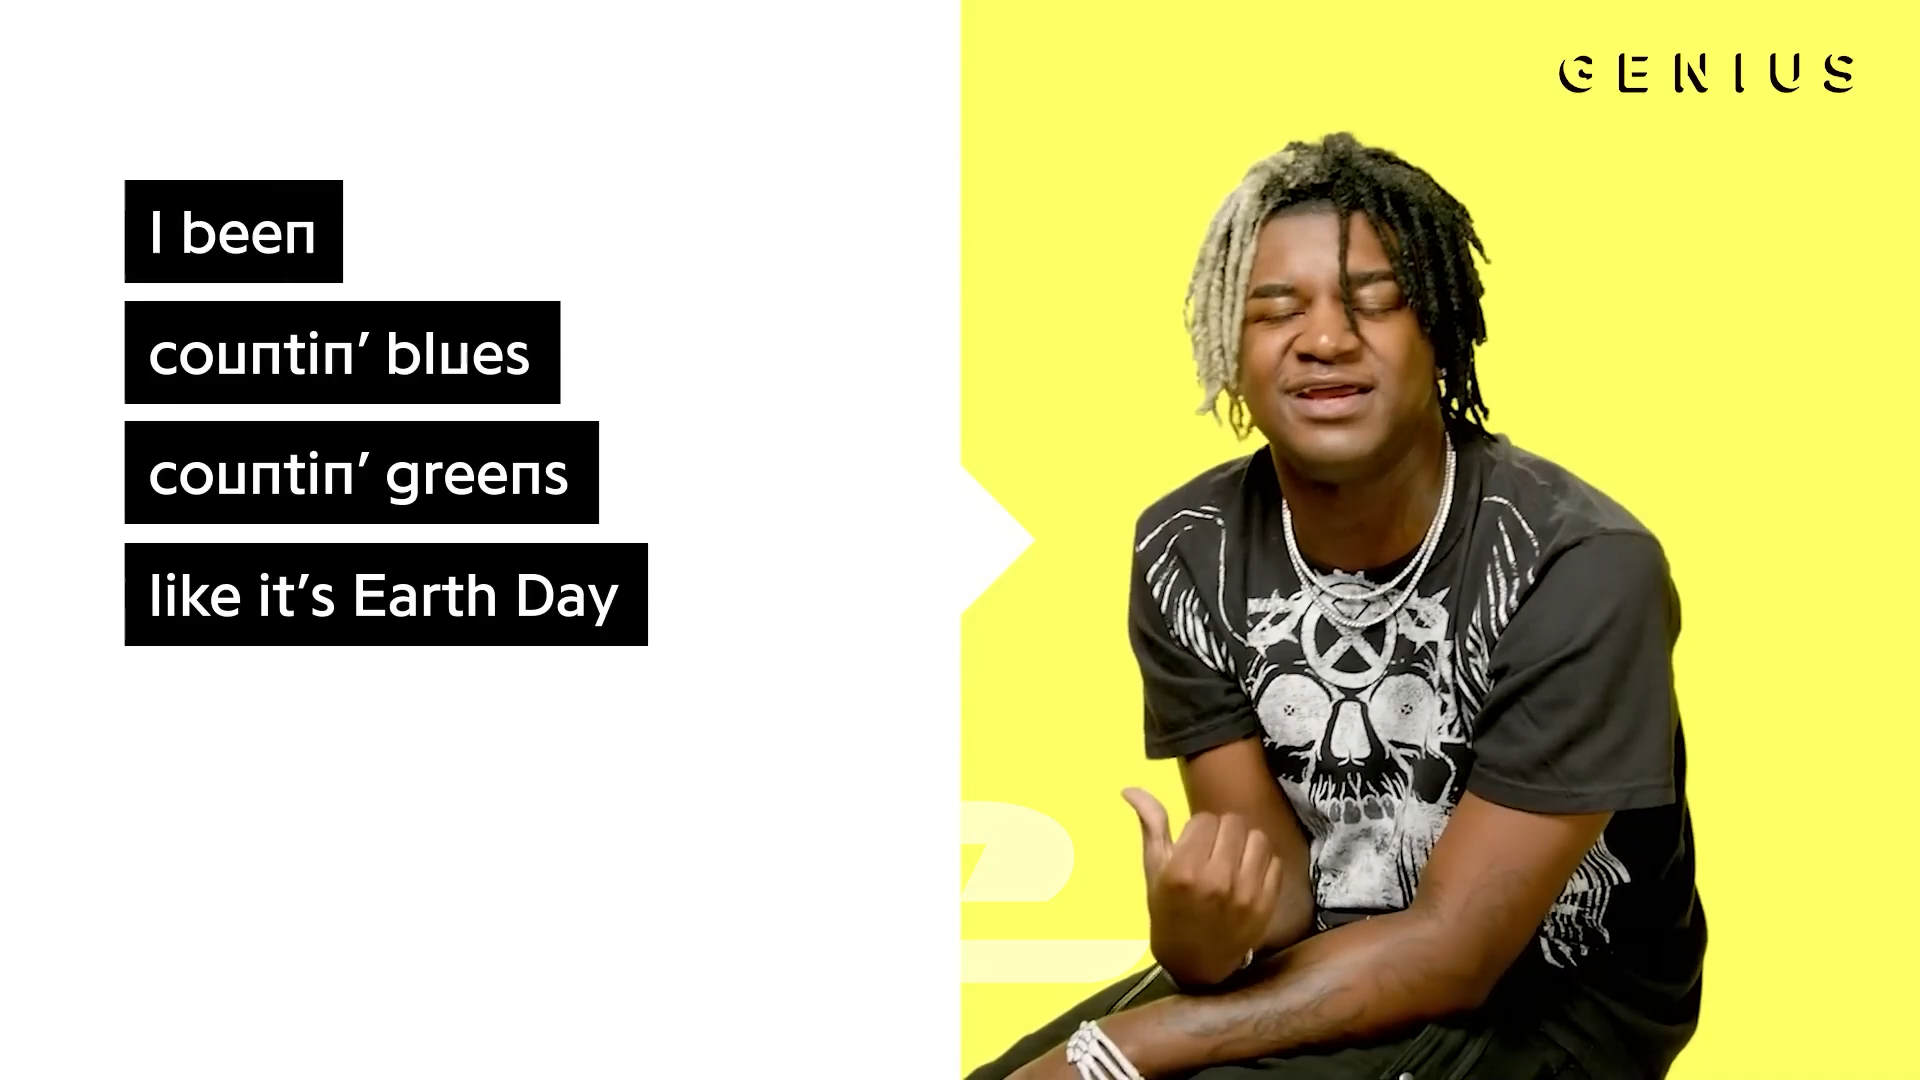 GENIUS
I been
countin’ blues
countin’ greens
like it’s Earth Day